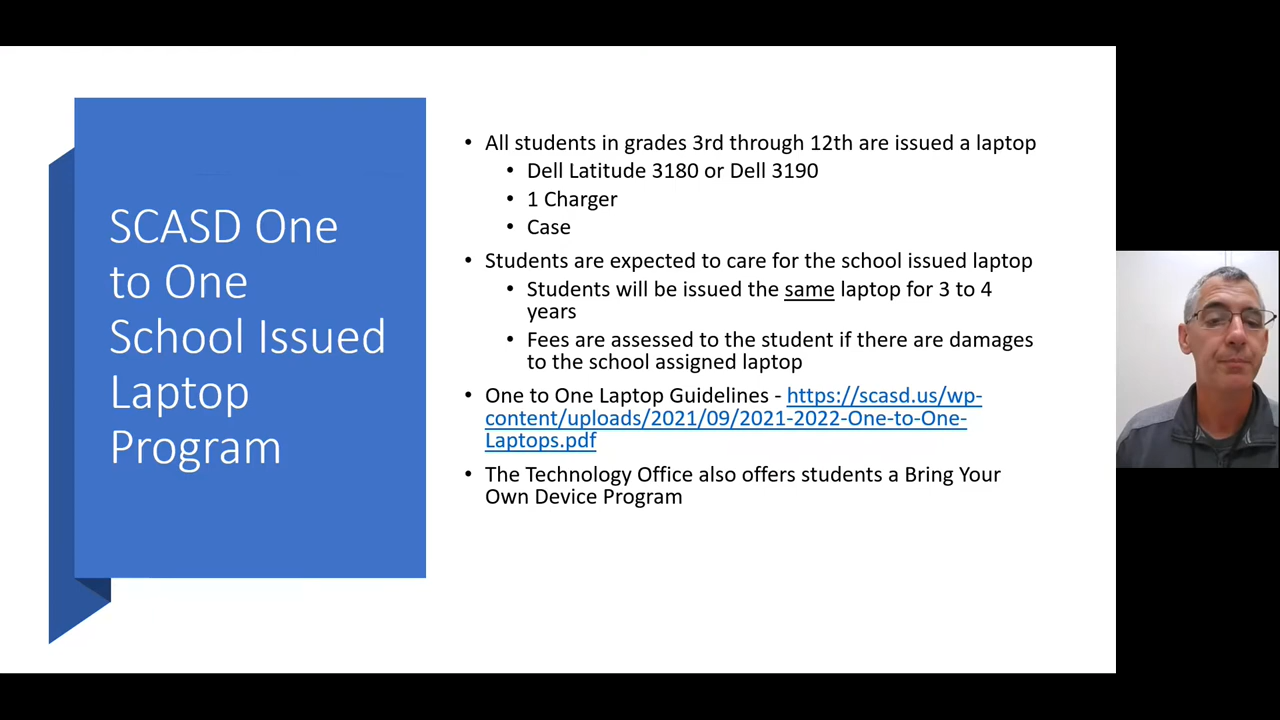 SCASD One
to One
School Issued
Laptop
Program
• All students in grades 3rd through 12th are issued a laptop
• Dell Latitude 3180 or Dell 3190
• 1 Charger
• Case
• Students are expected to care for the school issued laptop
• Students will be issued the same laptop for 3 to 4
years
• Fees are assessed to the student if there are damages
to the school assigned laptop
• One to One Laptop Guidelines - https://scasd.us/wp-
content/uploads/2021/09/2021-2022-One-to-One-
Laptops.pdf
• The Technology Office also offers students a Bring Your
Own Device Program